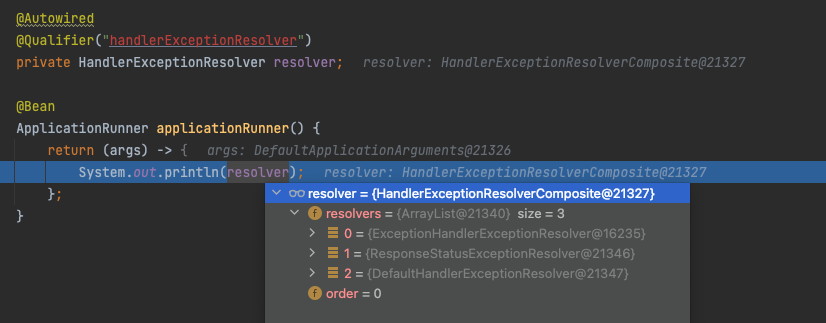 @Autowired
@Qualifier("handlerExceptionResolver")
private HandlerExceptionResolver resolver; resolver: HandlerExceptionResolverComposite@21327
@Bean
ApplicationRunner applicationRunner() {
return (args) -> { args: DefaultApplicationArguments@21326
System.out.println(resolver); resolver: HandlerExceptionResolverComposite@21327
};
}
resolver = {HandlerExceptionResolverComposite@21327}
f resolvers = {ArrayList@21340} size = 3
0 = {ExceptionHandlerExceptionResolver@16235}
1 = {ResponseStatusExceptionResolver@21346}
2 = {DefaultHandlerExceptionResolver@21347}
f order = 0